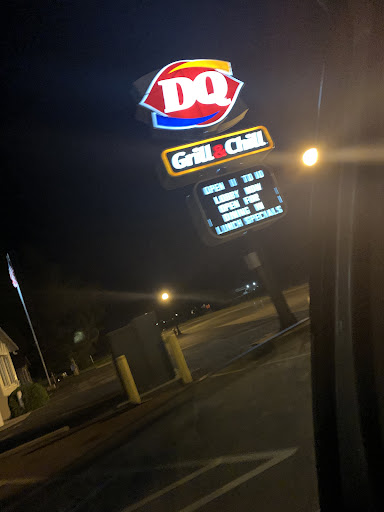 DQ
Grill & Chill
OPEN 11 TO 10
LOBBY NOW
OPEN FOR
DINING IN
LUNCH SPECIALS